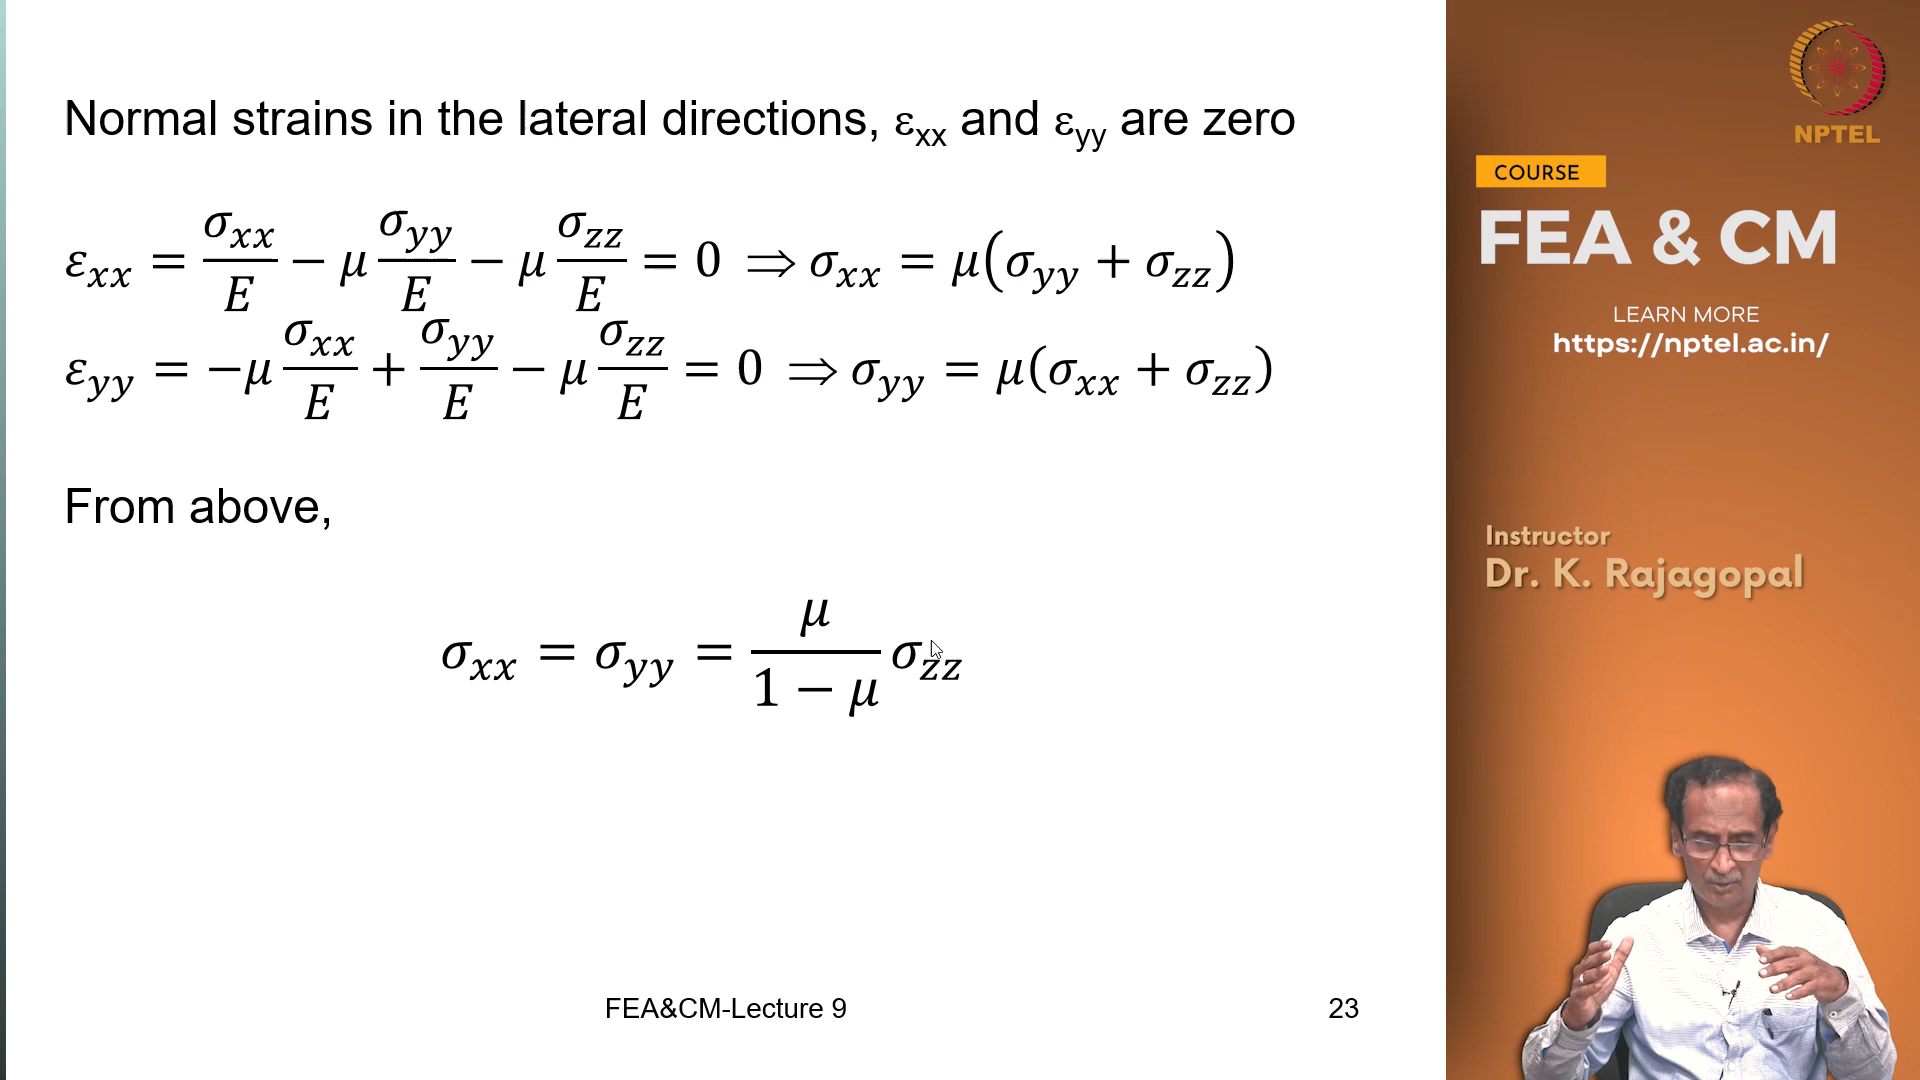 Normal strains in the lateral directions, εxx and εyy are zero
εxx = σxx/E − μ σyy/E − μ σzz/E = 0 ⇒ σxx = μ(σyy + σzz)
εyy = −μ σxx/E + σyy/E − μ σzz/E = 0 ⇒ σyy = μ(σxx + σzz)
From above,
σxx = σyy = μ/(1 − μ) σzz
FEA&CM-Lecture 9
23
NPTEL
COURSE
FEA & CM
LEARN MORE
https://nptel.ac.in/
Instructor
Dr. K. Rajagopal